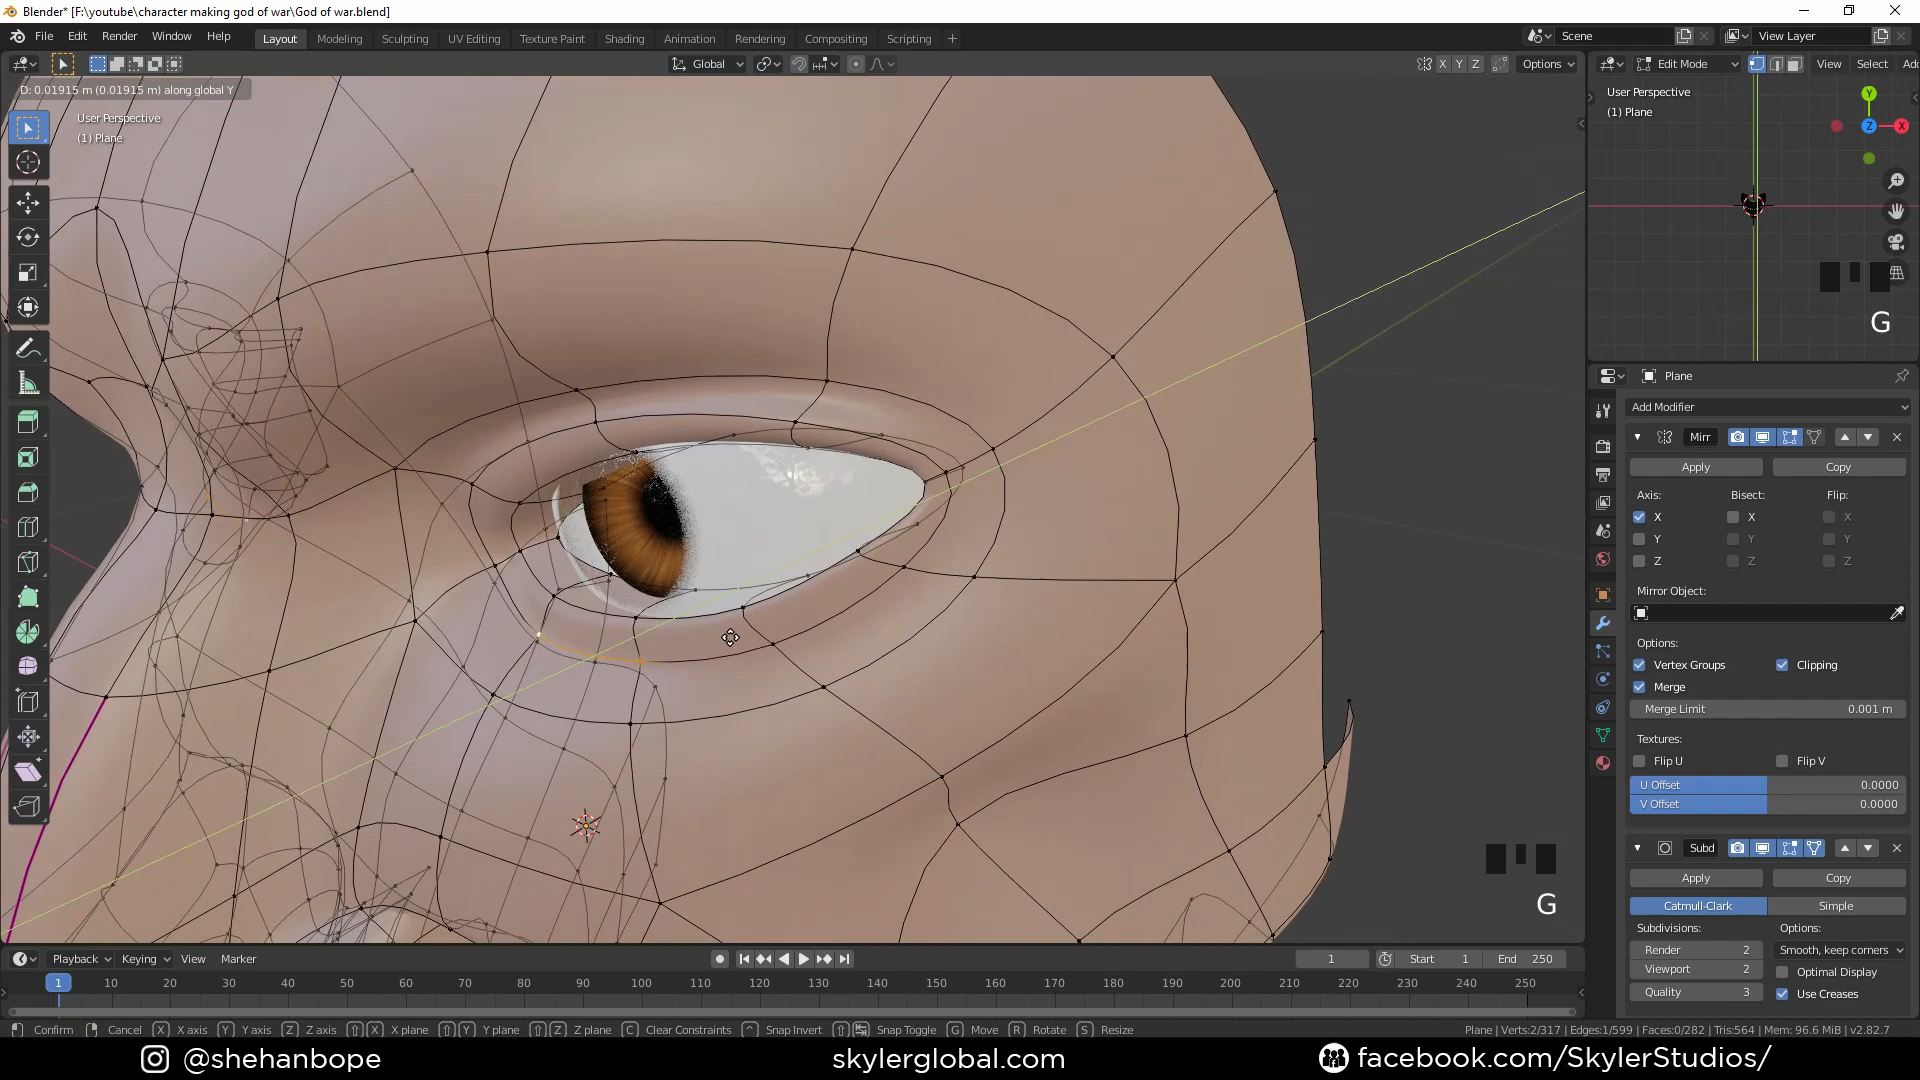 Blender* [F:\youtube\character making god of war\God of war.blend]
File Edit Render Window Help Layout Modeling Sculpting UV Editing Texture Paint Shading Animation Rendering Compositing Scripting + Scene View Layer
Global X Y Z Options Edit Mode View Select Add
D: 0.01915 m (0.01915 m) along global Y
User Perspective
(1) Plane
User Perspective
(1) Plane
Y
Z
X
G
Plane
Add Modifier
Mirr
Apply Copy
Axis: Bisect: Flip:
X X X
Y Y Y
Z Z Z
Mirror Object:
Options:
Vertex Groups Clipping
Merge
Merge Limit 0.001 m
Textures:
Flip U Flip V
U Offset 0.0000
V Offset 0.0000
Subd
Apply Copy
Catmull-Clark Simple
Subdivisions: Options:
Render 2 Smooth, keep corners
Viewport 2 Optimal Display
Quality 3 Use Creases
G
Playback Keying View Marker 1 Start 1 End 250
1 10 20 30 40 50 60 70 80 90 100 110 120 130 140 150 160 170 180 190 200 210 220 230 240 250
Confirm Cancel X X axis Y Y axis Z Z axis X X plane Y Y plane Z Z plane C Clear Constraints Snap Invert Snap Toggle G Move R Rotate S Resize Plane | Verts:2/317 | Edges:1/599 | Faces:0/282 | Tris:564 | Mem: 96.6 MiB | v2.82.7
@shehanbope skylerglobal.com facebook.com/SkylerStudios/